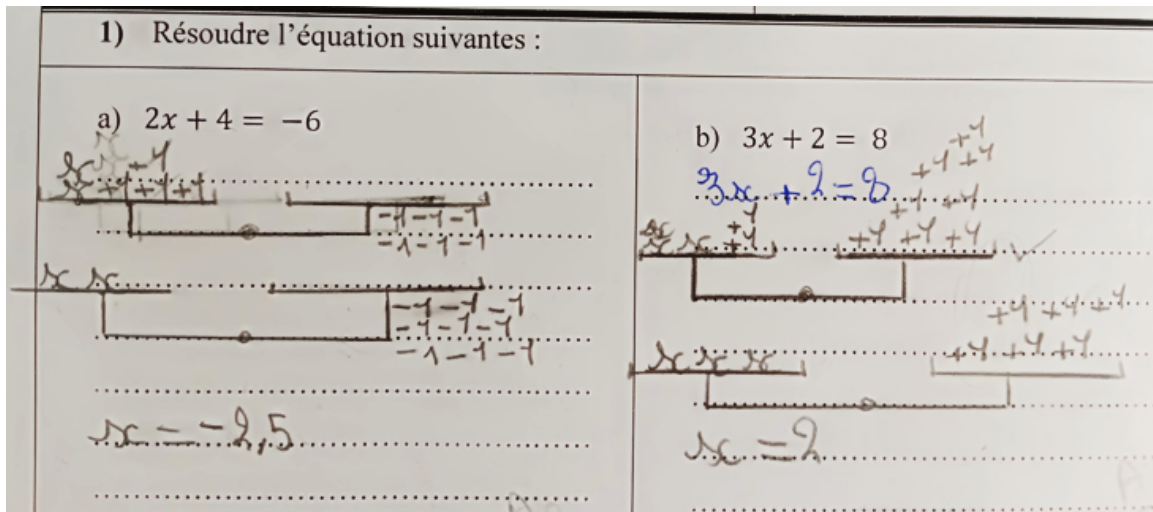 1) Résoudre l'équation suivantes :
a) 2x + 4 = -6
x x +1
+1 +1 +1
-1 -1 -1
-1 -1 -1
x x
-1 -1 -1
-1 -1 -1
-1 -1 -1
x = -2,5
b) 3x + 2 = 8
3x + 2 = 8
+1
+1 +1
+1 +1
x +1
x x +1 +1 +1 +1
+1 +1 +1
x x x +1 +1 +1
x = 2